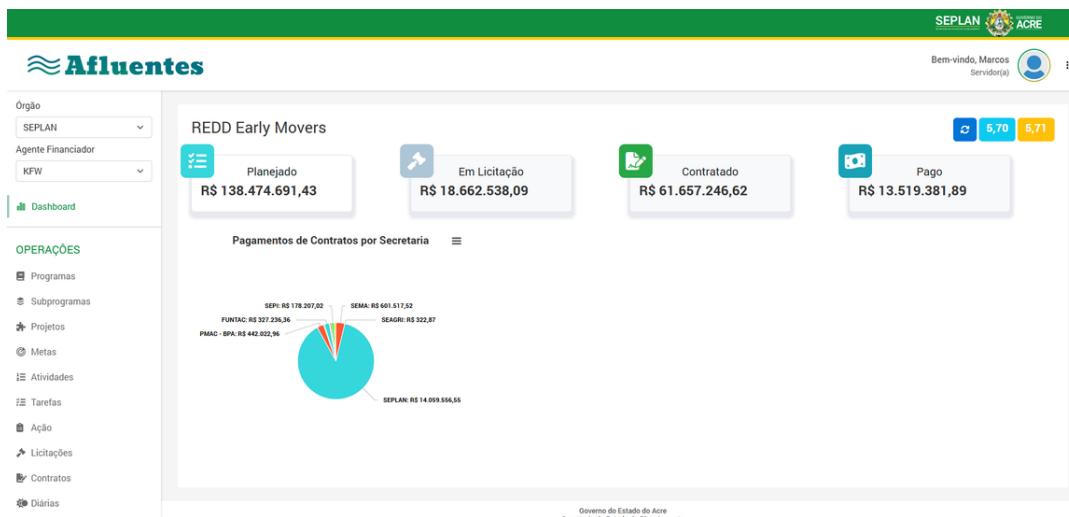 SEPLAN
GOVERNO DO
ACRE
Afluentes
Bem-vindo, Marcos
Servidor(a)
Órgão
SEPLAN
Agente Financiador
KFW
Dashboard
OPERAÇÕES
Programas
Subprogramas
Projetos
Metas
Atividades
Tarefas
Ação
Licitações
Contratos
Diárias
REDD Early Movers
5,70
5,71
Planejado
R$ 138.474.691,43
Em Licitação
R$ 18.662.538,09
Contratado
R$ 61.657.246,62
Pago
R$ 13.519.381,89
Pagamentos de Contratos por Secretaria
SEPI: R$ 178.207,02
SEMA: R$ 601.517,52
FUNTAC: R$ 327.236,36
SEAGRI: R$ 322,87
PMAC - BPA: R$ 442.022,96
SEPLAN: R$ 14.059.556,55
Governo do Estado do Acre